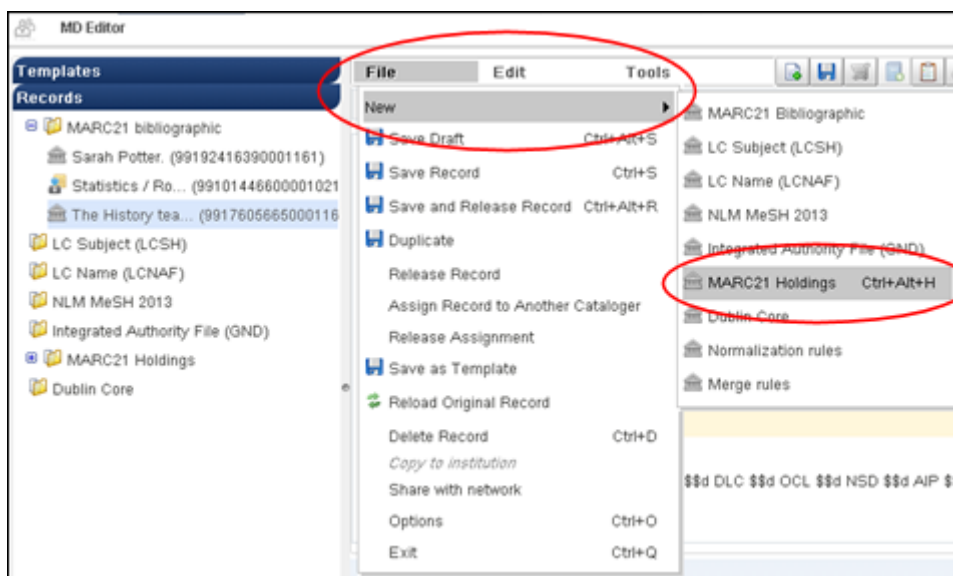 MD Editor
Templates
Records
MARC21 bibliographic
Sarah Potter. (99192416390001161)
Statistics / Ro... (99101446600001021
The History tea... (9917605665000116
LC Subject (LCSH)
LC Name (LCNAF)
NLM MeSH 2013
Integrated Authority File (GND)
MARC21 Holdings
Dublin Core
File Edit Tools
New
Save Draft Ctrl+Alt+S
Save Record Ctrl+S
Save and Release Record Ctrl+Alt+R
Duplicate
Release Record
Assign Record to Another Cataloger
Release Assignment
Save as Template
Reload Original Record
Delete Record Ctrl+D
Copy to institution
Share with network
Options Ctrl+O
Exit Ctrl+Q
MARC21 Bibliographic
LC Subject (LCSH)
LC Name (LCNAF)
NLM MeSH 2013
Integrated Authority File (GND)
MARC21 Holdings Ctrl+Alt+H
Dublin Core
Normalization rules
Merge rules
$$d DLC $$d OCL $$d NSD $$d AIP $